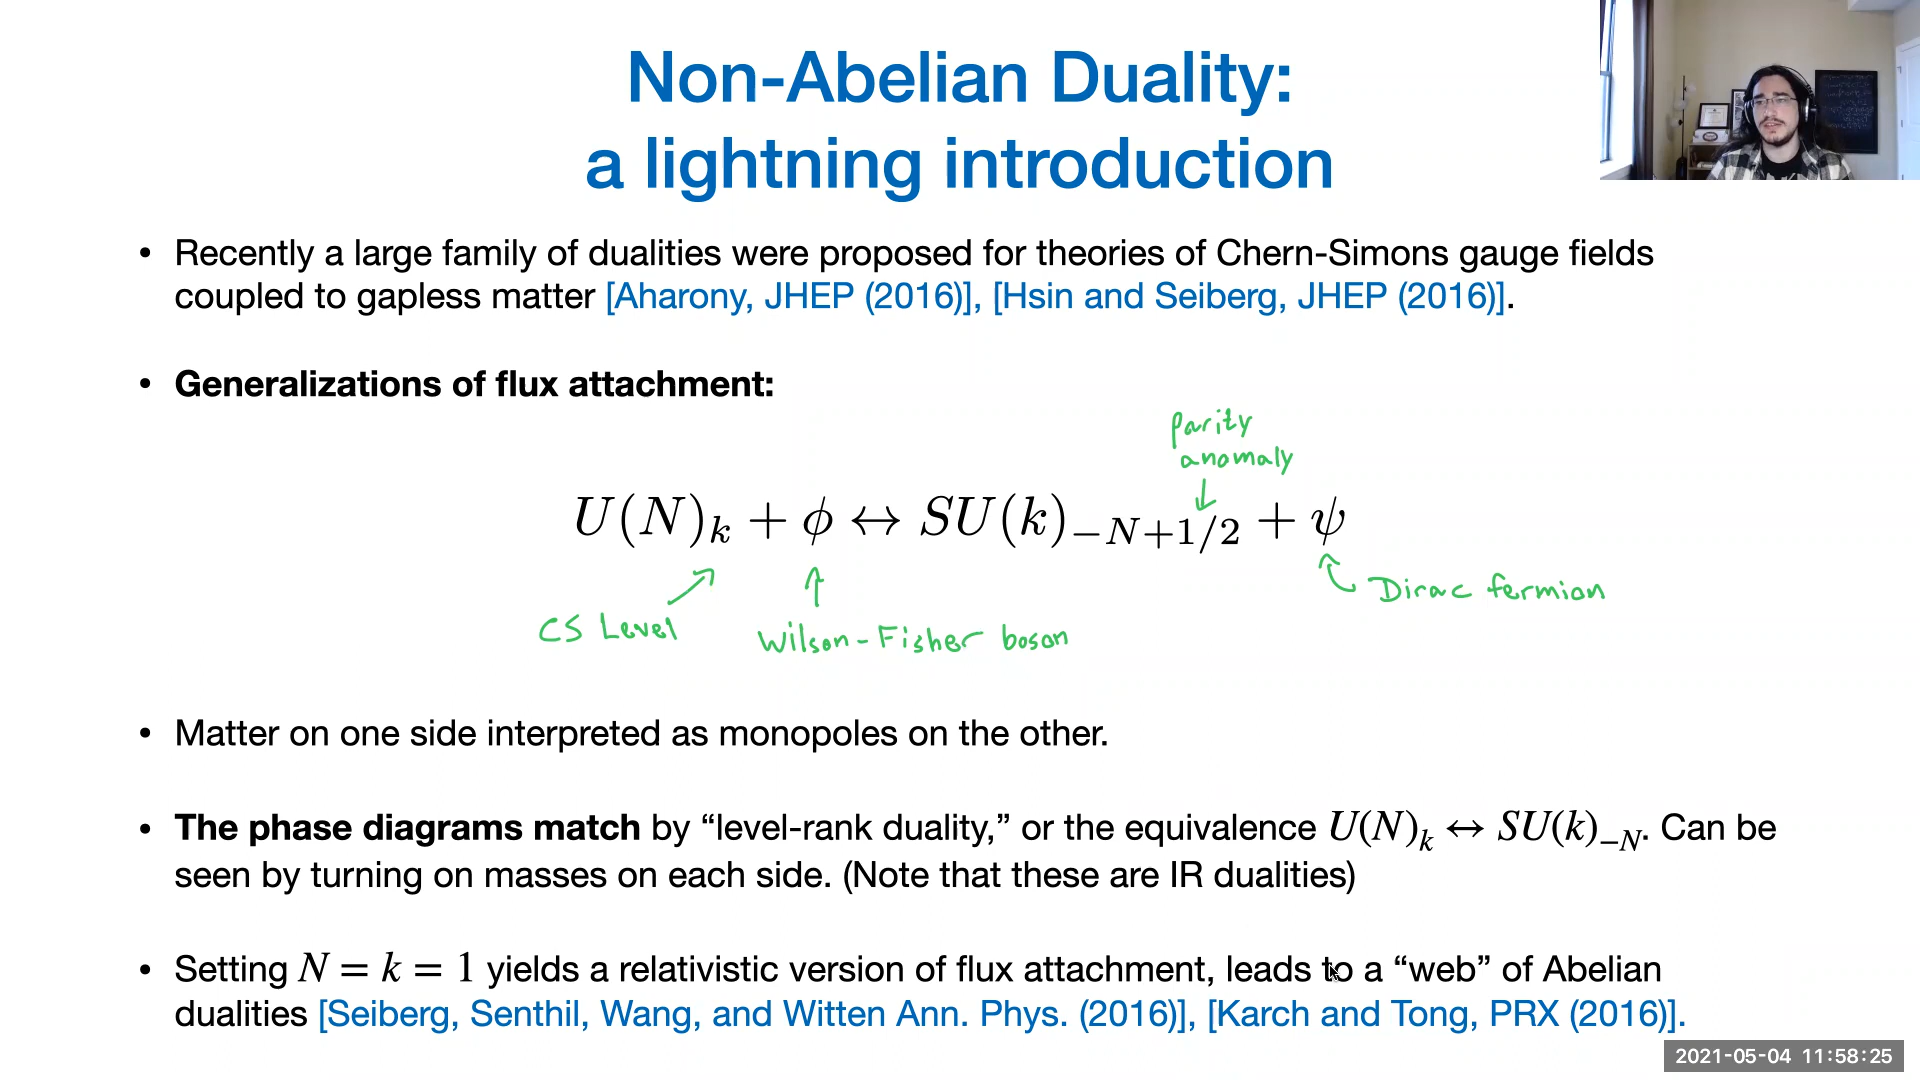 Non-Abelian Duality:
a lightning introduction
• Recently a large family of dualities were proposed for theories of Chern-Simons gauge fields
coupled to gapless matter [Aharony, JHEP (2016)], [Hsin and Seiberg, JHEP (2016)].
• Generalizations of flux attachment:
Parity
anomaly
↓
U(N)_k + ϕ ↔ SU(k)_{−N+1/2} + ψ
Dirac fermion
CS Level
Wilson-Fisher boson
• Matter on one side interpreted as monopoles on the other.
• The phase diagrams match by “level-rank duality,” or the equivalence U(N)_k ↔ SU(k)_{−N}. Can be
seen by turning on masses on each side. (Note that these are IR dualities)
• Setting N = k = 1 yields a relativistic version of flux attachment, leads to a “web” of Abelian
dualities [Seiberg, Senthil, Wang, and Witten Ann. Phys. (2016)], [Karch and Tong, PRX (2016)].
2021-05-04 11:58:25